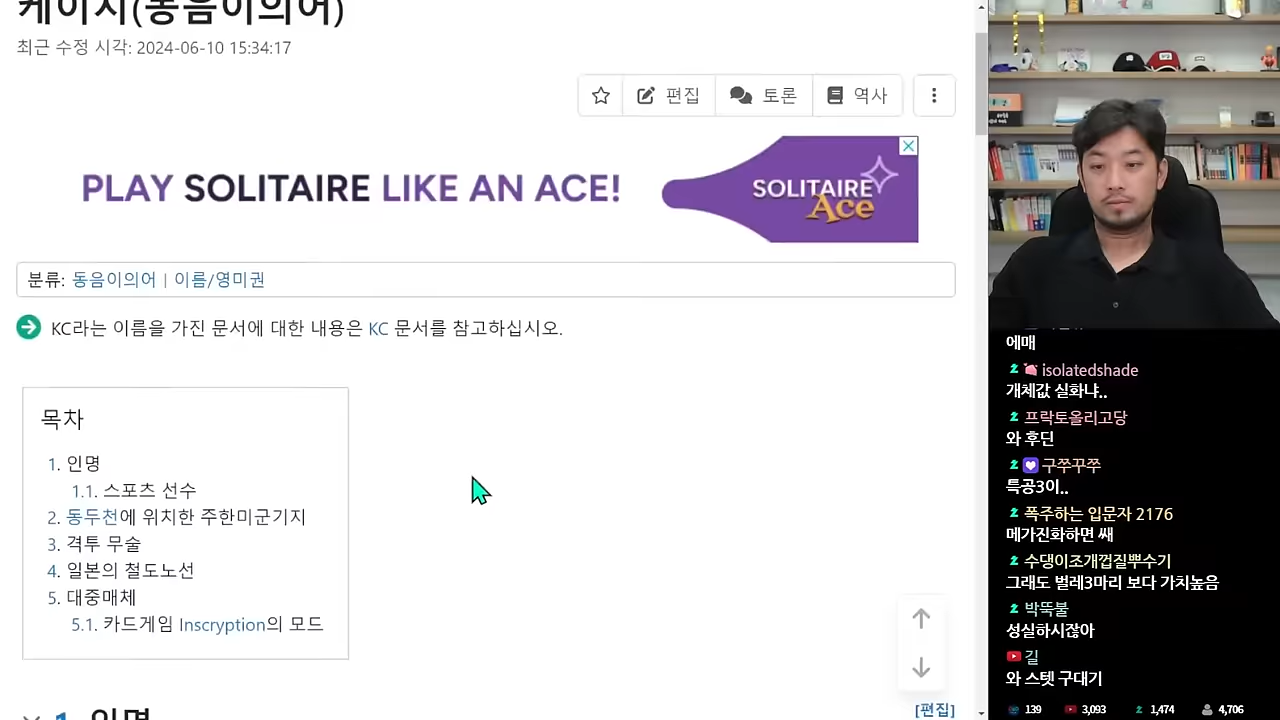 케이지(동음이의어)
최근 수정 시각: 2024-06-10 15:34:17
편집
토론
역사
PLAY SOLITAIRE LIKE AN ACE!
SOLITAIRE
Ace
분류: 동음이의어 | 이름/영미권
KC라는 이름을 가진 문서에 대한 내용은 KC 문서를 참고하십시오.
목차
1. 인명
1.1. 스포츠 선수
2. 동두천에 위치한 주한미군기지
3. 격투 무술
4. 일본의 철도노선
5. 대중매체
5.1. 카드게임 Inscryption의 모드
1. 인명
[편집]
에매
isolatedshade
개체값 실화냐..
프락토올리고당
와 후딘
구쭈꾸쭈
특공3이..
폭주하는 입문자 2176
메가진화하면 쌔
수댕이조개껍질뿌수기
그래도 벌레3마리 보다 가치높음
박뚝불
성실하시잖아
길
와 스텟 구대기
139 3,093 1,474 4,706